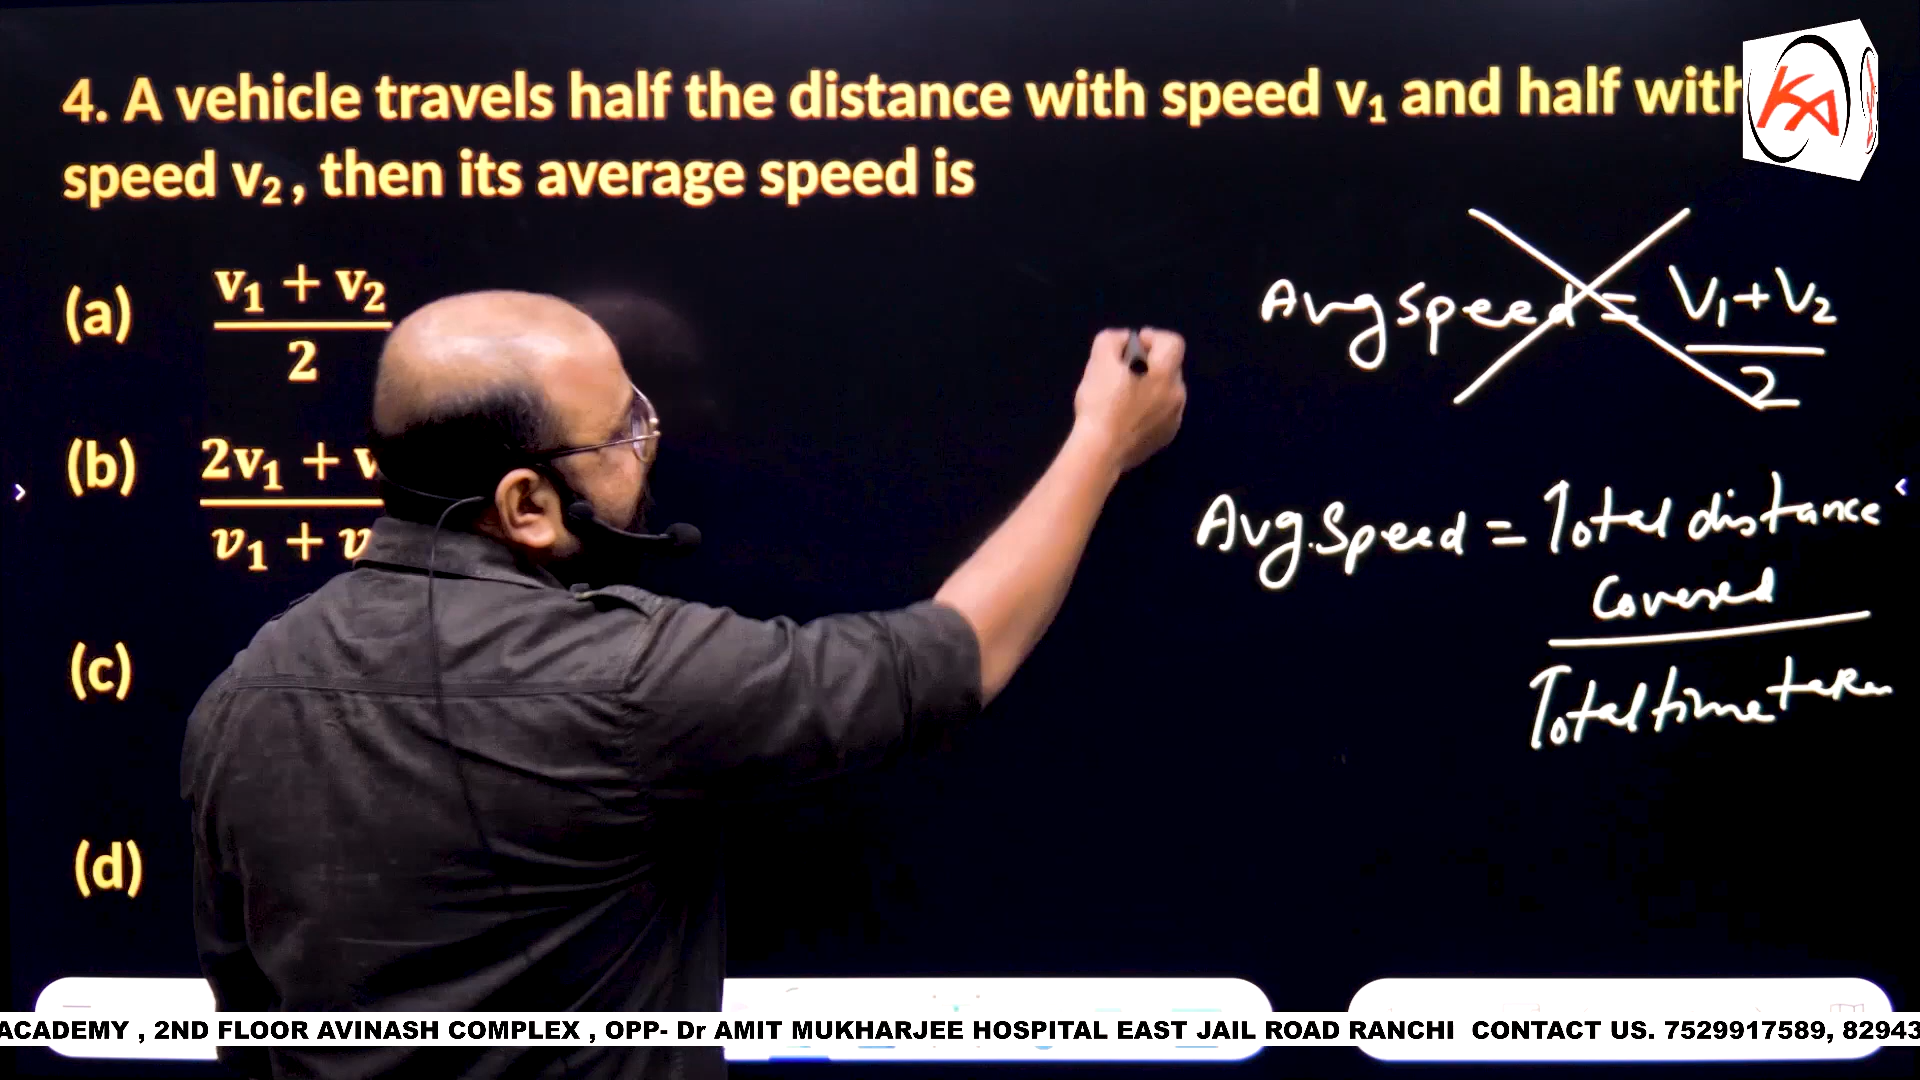 4. A vehicle travels half the distance with speed v₁ and half with
speed v₂, then its average speed is
(a) v₁ + v₂
2
(b) 2v₁ +
v₁ +
(c)
(d)
Avg speed = V₁+V₂
2
Avg. Speed = Total distance
Covered
Total time taken
KA
ACADEMY , 2ND FLOOR AVINASH COMPLEX , OPP- Dr AMIT MUKHARJEE HOSPITAL EAST JAIL ROAD RANCHI CONTACT US. 7529917589, 82943